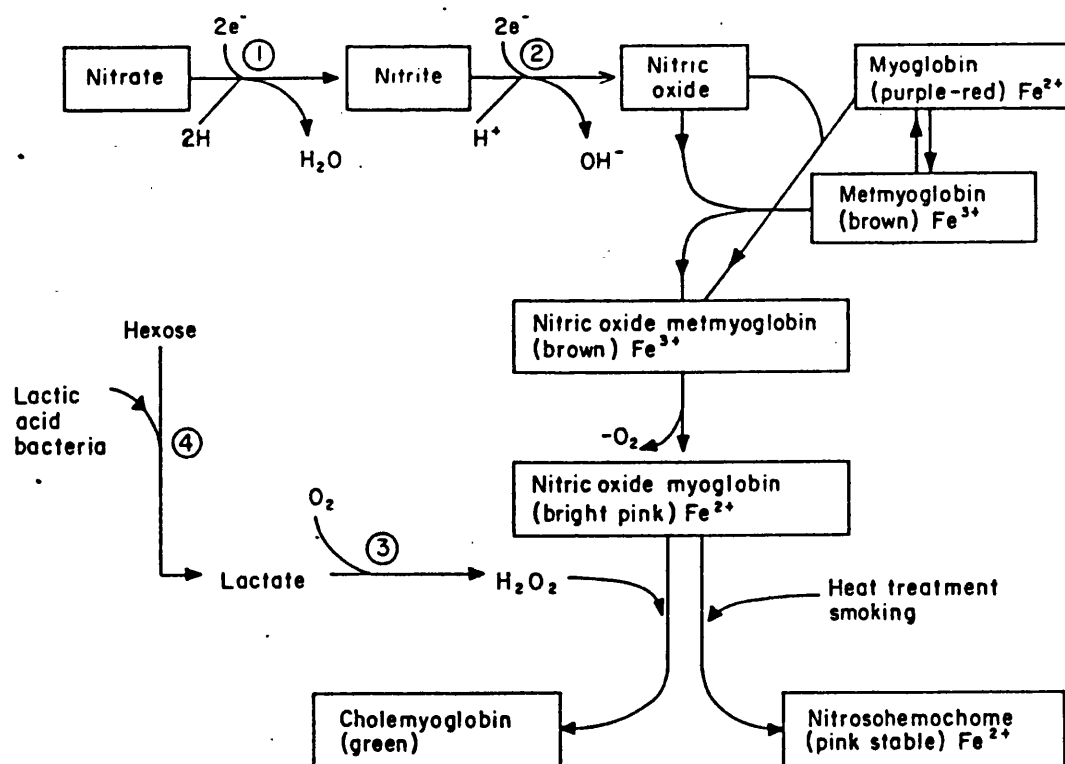 2e⁻
①
2e⁻
②
Nitrate
Nitrite
Nitric
oxide
Myoglobin
(purple-red) Fe²⁺
2H
H₂O
H⁺
OH⁻
Metmyoglobin
(brown) Fe³⁺
Hexose
Nitric oxide metmyoglobin
(brown) Fe³⁺
Lactic
acid
bacteria
④
-O₂
Nitric oxide myoglobin
(bright pink) Fe²⁺
O₂
③
Lactate
H₂O₂
Heat treatment
smoking
Cholemyoglobin
(green)
Nitrosohemochome
(pink stable) Fe²⁺